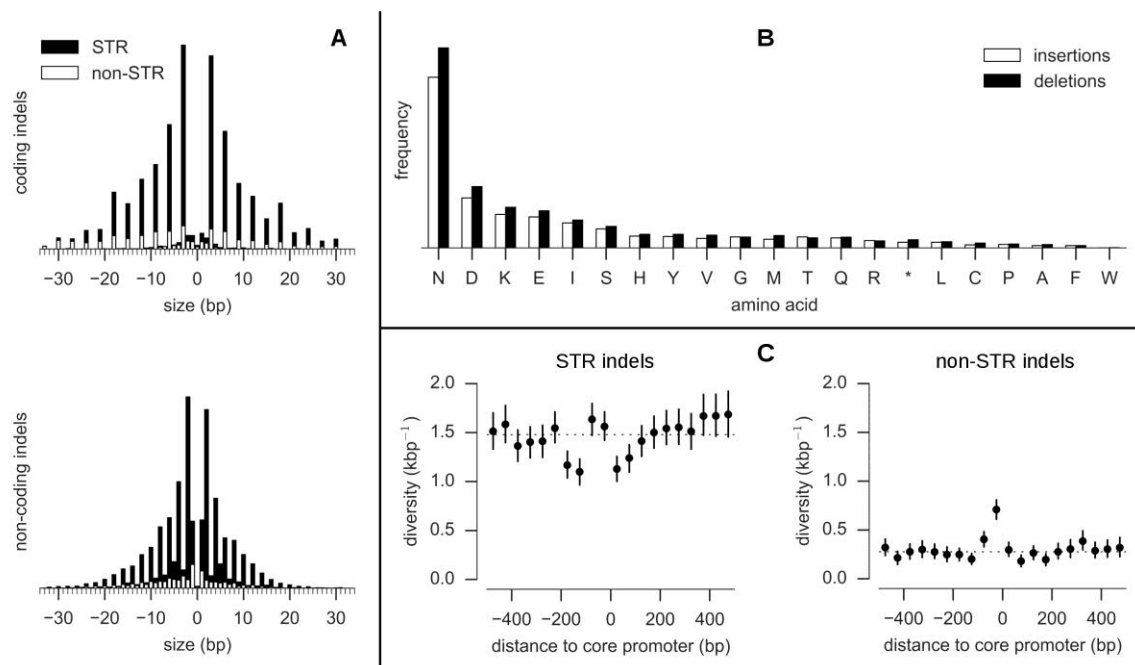 A
STR
non-STR
coding indels
−30 −20 −10 0 10 20 30
size (bp)
non-coding indels
−30 −20 −10 0 10 20 30
size (bp)
B
insertions
deletions
frequency
N D K E I S H Y V G M T Q R * L C P A F W
amino acid
C
STR indels
diversity (kbp⁻¹)
2.0
1.5
1.0
0.5
0.0
−400 −200 0 200 400
distance to core promoter (bp)
non-STR indels
diversity (kbp⁻¹)
2.0
1.5
1.0
0.5
0.0
−400 −200 0 200 400
distance to core promoter (bp)